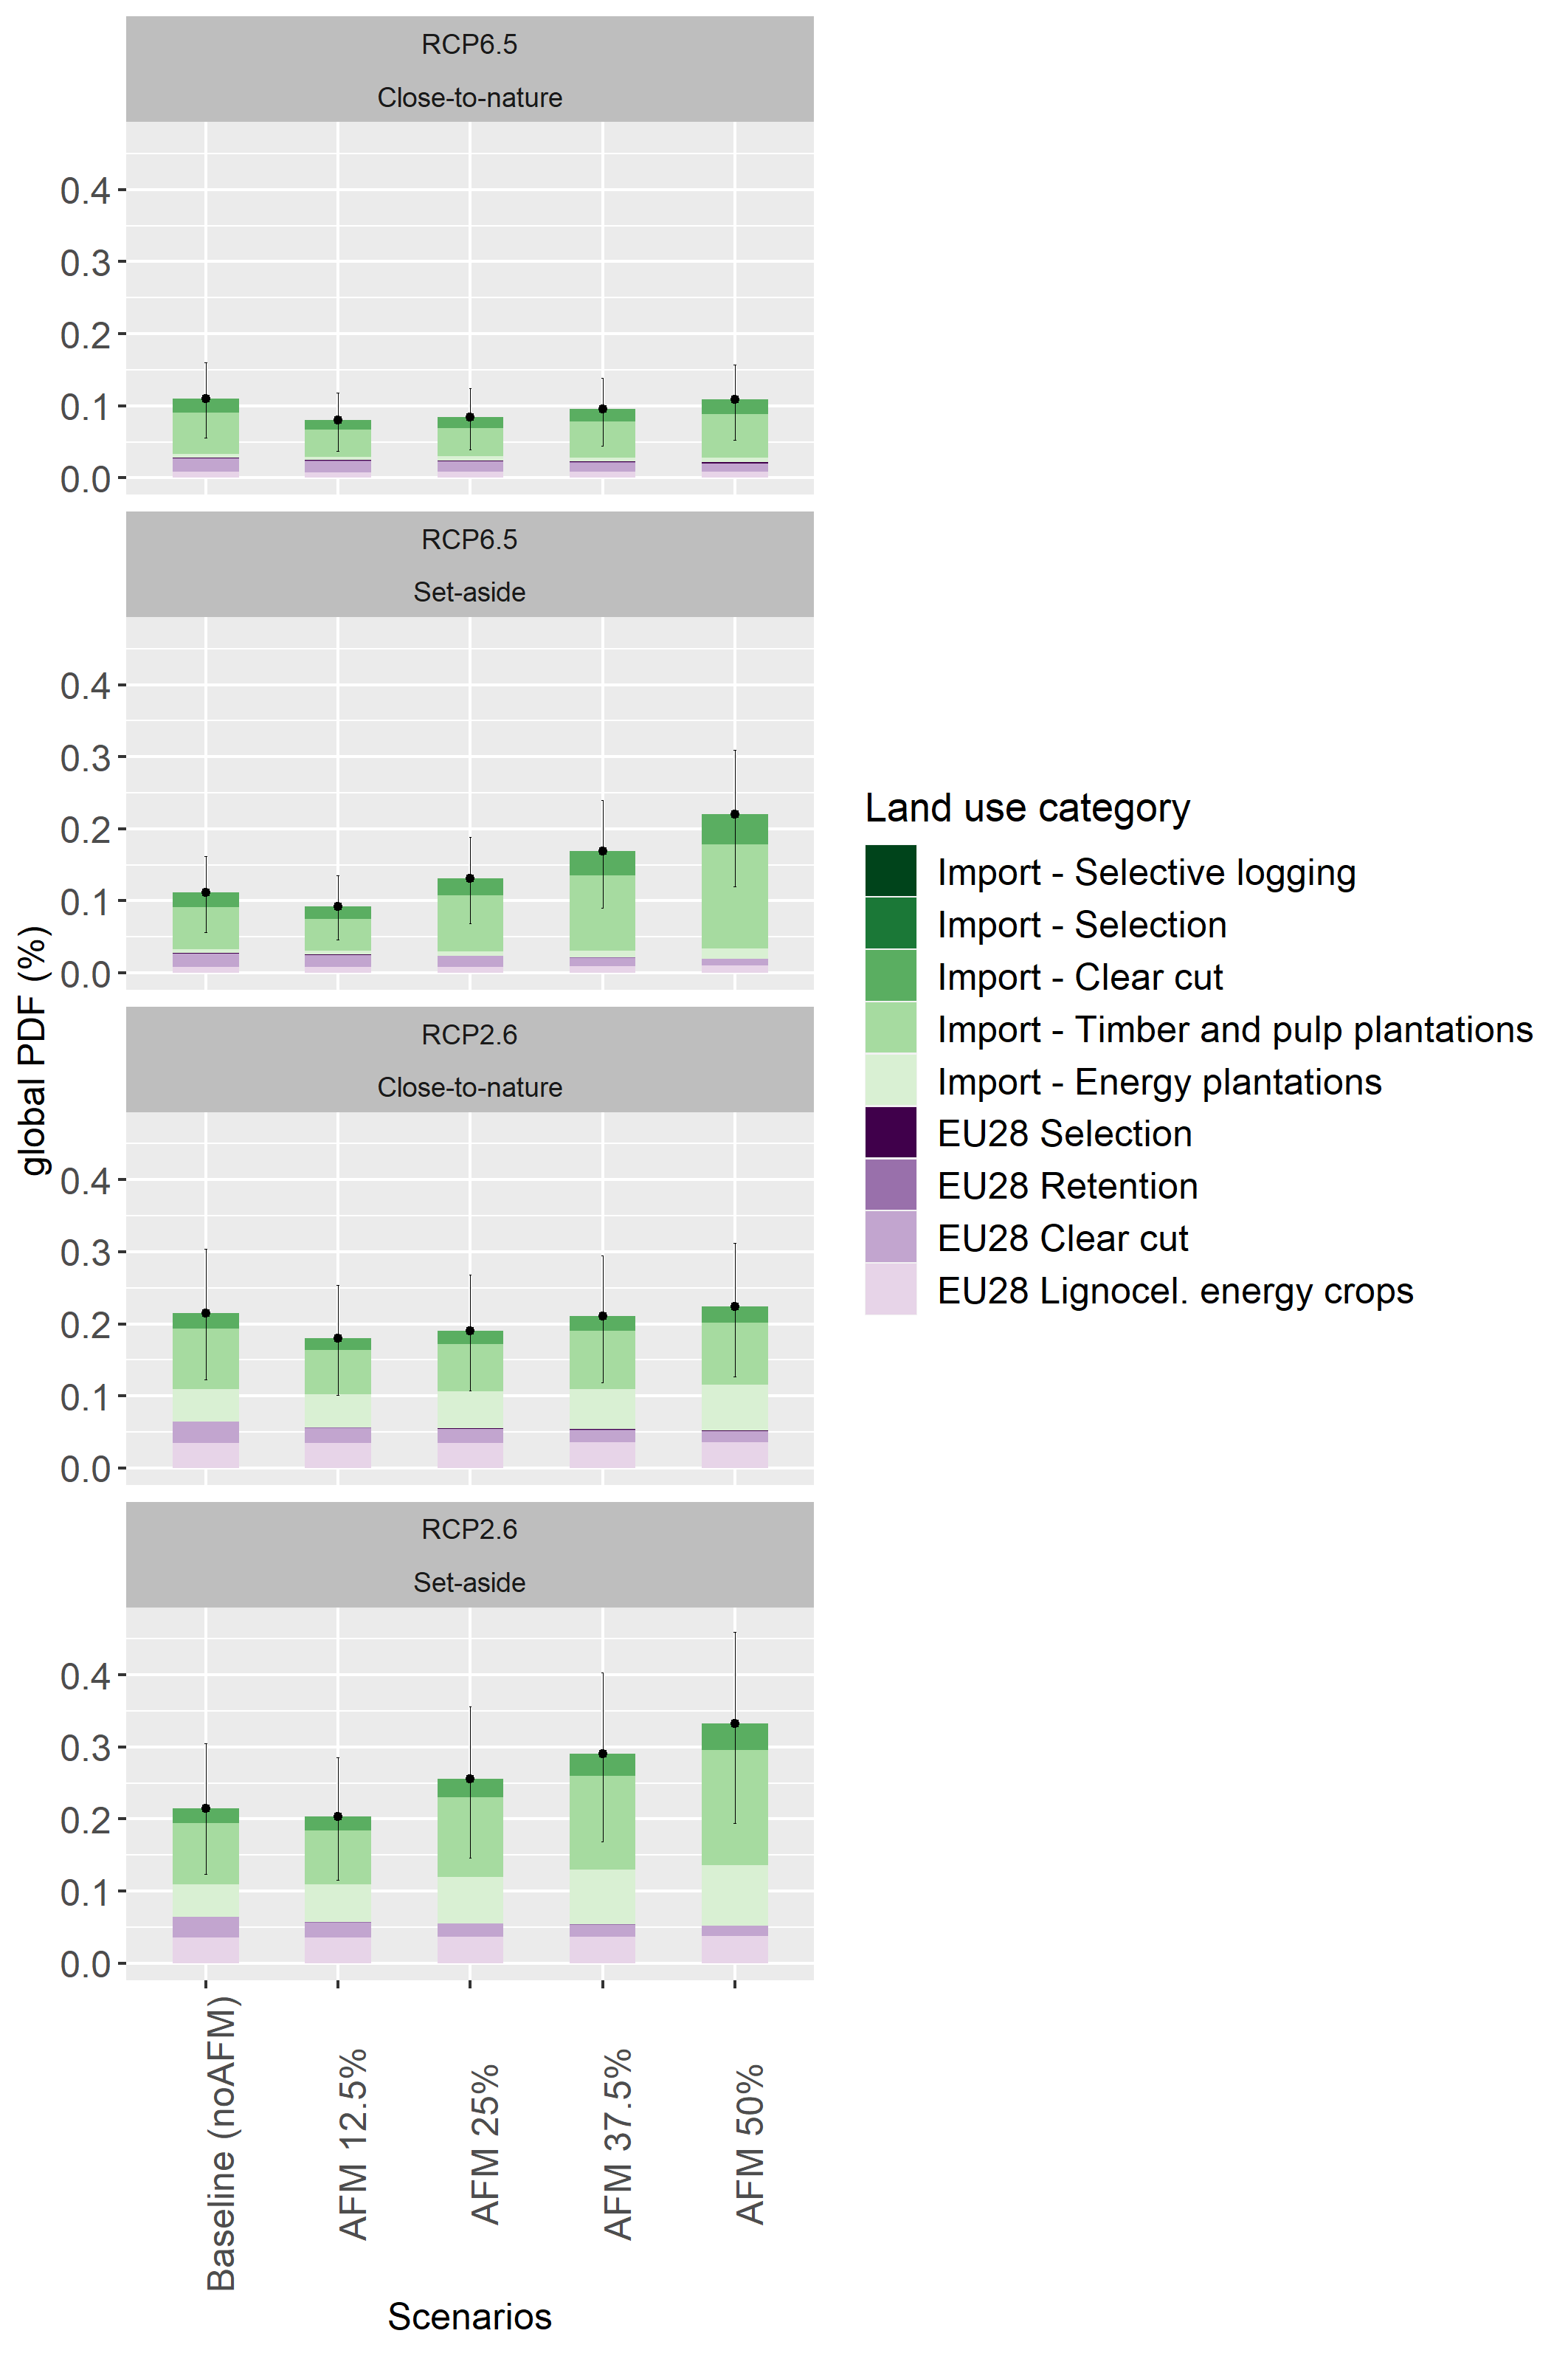 RCP6.5
Close-to-nature
0.4
0.3
0.2
0.1
0.0
RCP6.5
Set-aside
0.4
0.3
0.2
0.1
0.0
RCP2.6
Close-to-nature
0.4
0.3
0.2
0.1
0.0
RCP2.6
Set-aside
0.4
0.3
0.2
0.1
0.0
global PDF (%)
Baseline (noAFM)
AFM 12.5%
AFM 25%
AFM 37.5%
AFM 50%
Scenarios
Land use category
Import - Selective logging
Import - Selection
Import - Clear cut
Import - Timber and pulp plantations
Import - Energy plantations
EU28 Selection
EU28 Retention
EU28 Clear cut
EU28 Lignocel. energy crops